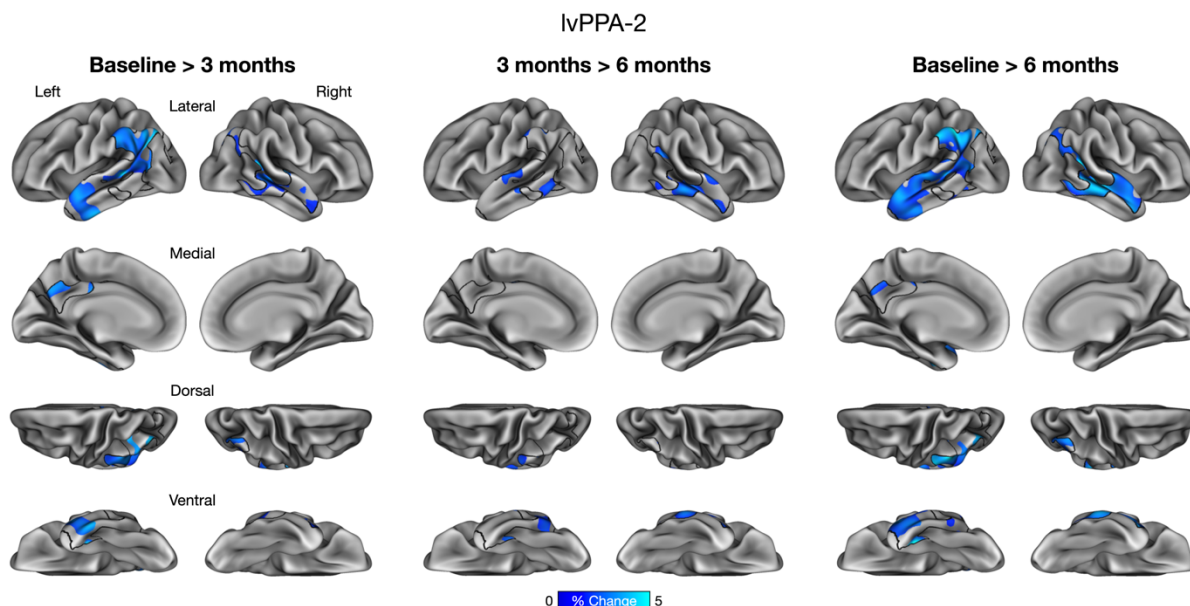 lvPPA-2
Baseline > 3 months
3 months > 6 months
Baseline > 6 months
Left
Lateral
Right
Medial
Dorsal
Ventral
0 % Change 5